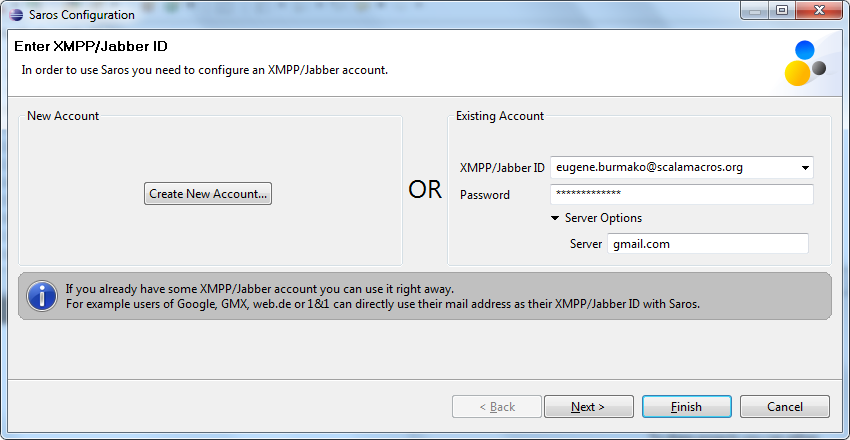 Saros Configuration
Enter XMPP/Jabber ID
In order to use Saros you need to configure an XMPP/Jabber account.
New Account
Create New Account...
OR
Existing Account
XMPP/Jabber ID eugene.burmako@scalamacros.org
Password *************
Server Options
Server gmail.com
If you already have some XMPP/Jabber account you can use it right away.
For example users of Google, GMX, web.de or 1&1 can directly use their mail address as their XMPP/Jabber ID with Saros.
< Back Next > Finish Cancel